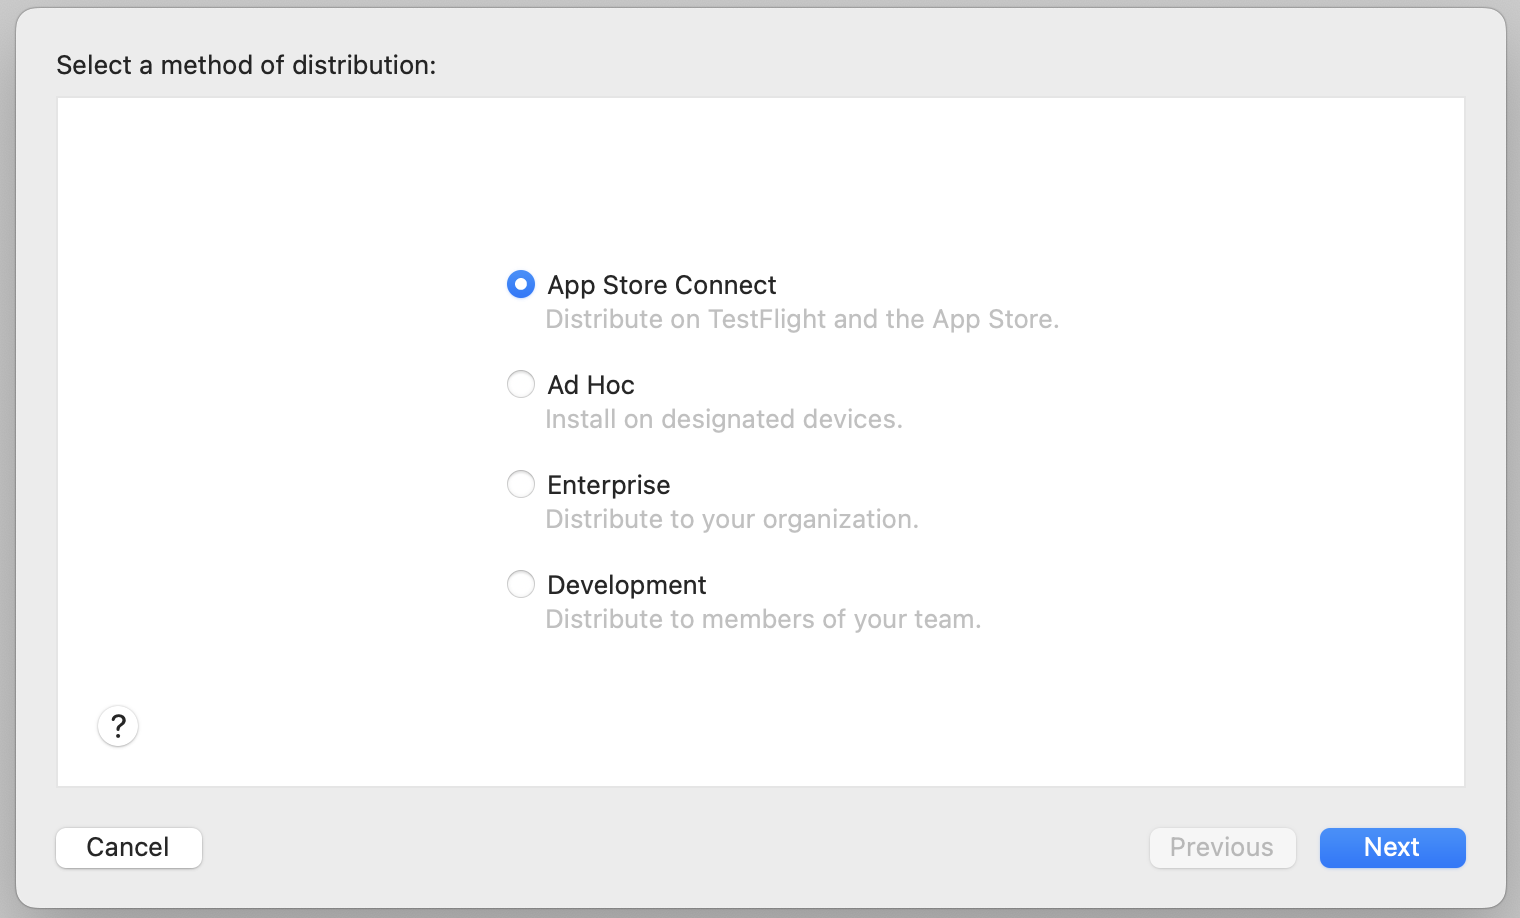 Select a method of distribution:
App Store Connect
Distribute on TestFlight and the App Store.
Ad Hoc
Install on designated devices.
Enterprise
Distribute to your organization.
Development
Distribute to members of your team.
?
Cancel
Previous
Next